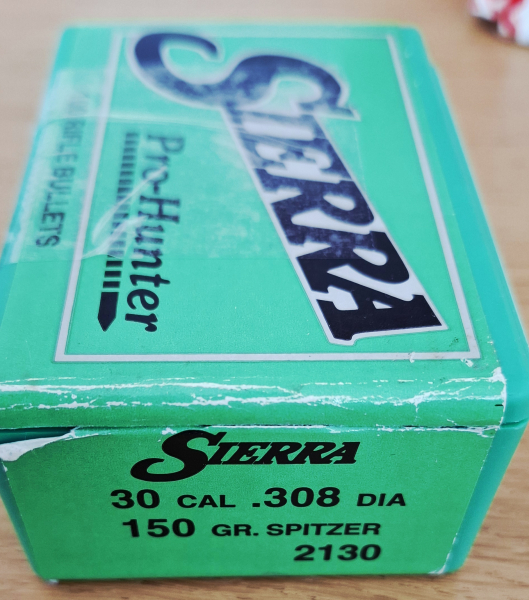 SIERRA
Pro-Hunter
RIFLE BULLETS
SIERRA
30 CAL .308 DIA
150 GR. SPITZER
2130